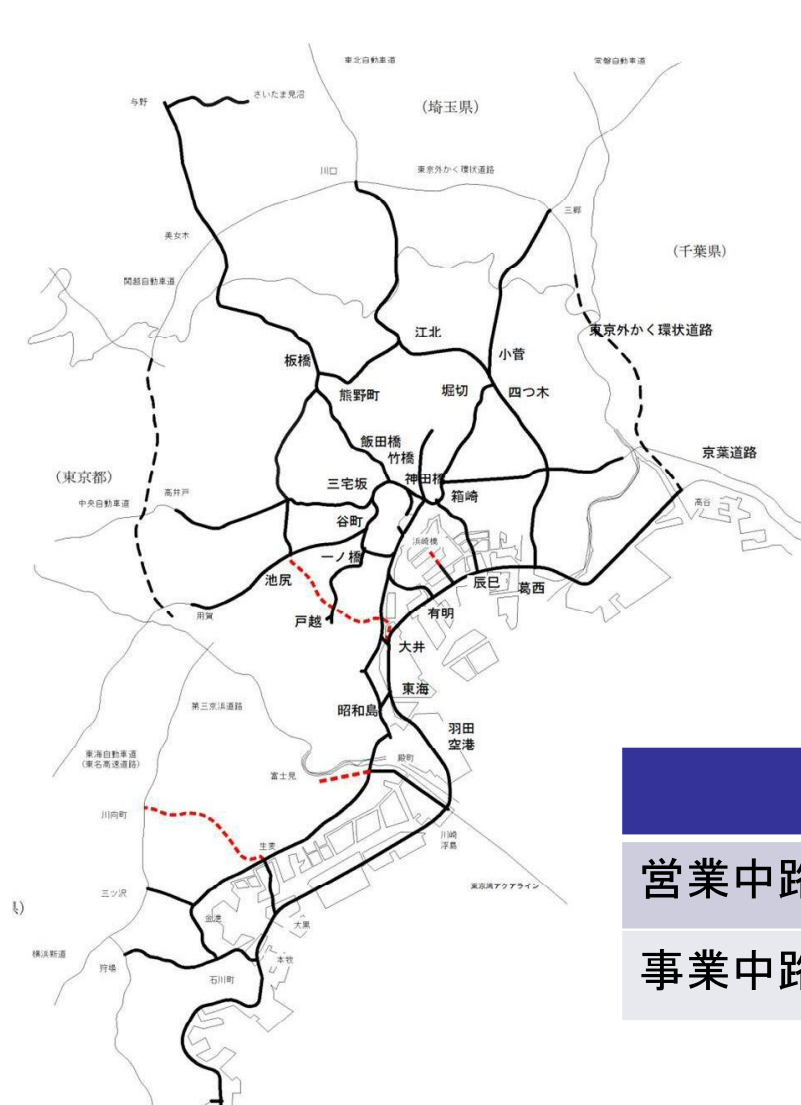 東北自動車道
常磐自動車道
与野
さいたま見沼
(埼玉県)
川口
東京外かく環状道路
三郷
美女木
(千葉県)
関越自動車道
東京外かく環状道路
江北
小菅
板橋
熊野町
堀切
四つ木
飯田橋
竹橋
京葉道路
(東京都)
三宅坂
神田橋
箱崎
高井戸
中央自動車道
高谷
谷町
浜崎橋
一ノ橋
池尻
辰巳
葛西
用賀
有明
戸越
大井
東海
第三京浜道路
昭和島
羽田
空港
東海自動車道
(東名高速道路)
殿町
富士見
川向町
川崎
浮島
生麦
営業中路
三ツ沢
東京湾アクアライン
金港
大黒
横浜新道
狩場
本牧
石川町
事業中路